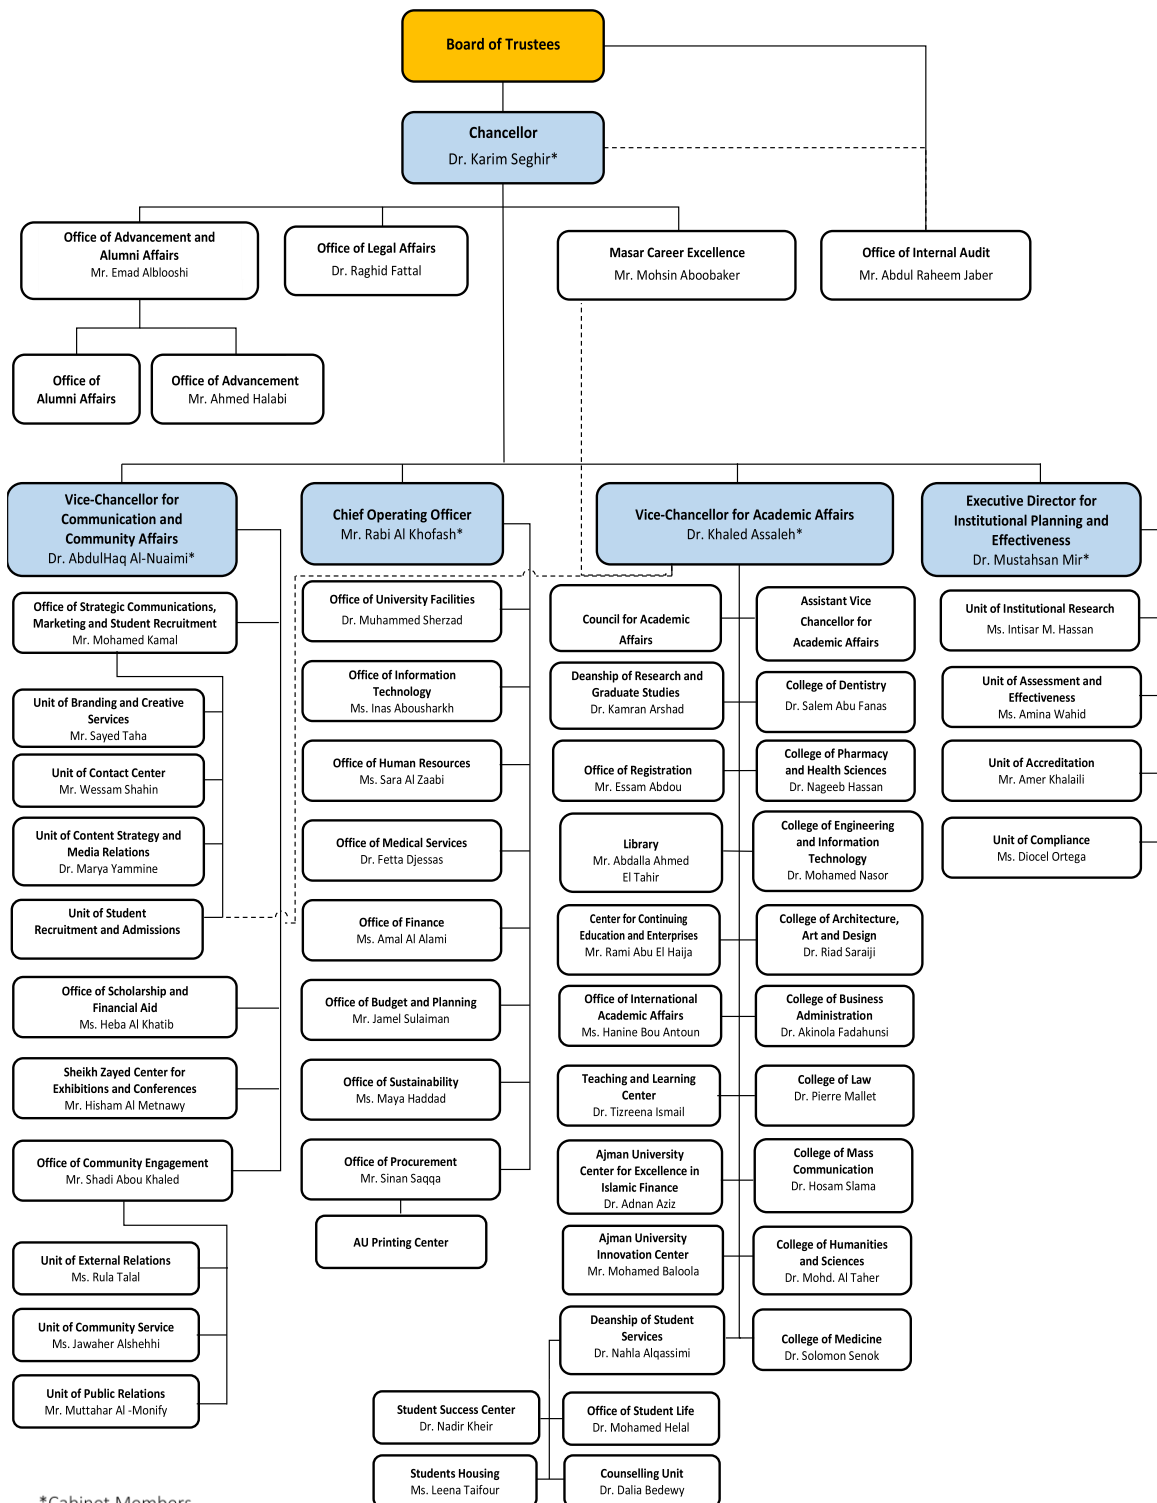 Board of Trustees
Chancellor
Dr. Karim Seghir*
Office of Advancement and
Alumni Affairs
Mr. Emad Alblooshi
Office of Legal Affairs
Dr. Raghid Fattal
Masar Career Excellence
Mr. Mohsin Aboobaker
Office of Internal Audit
Mr. Abdul Raheem Jaber
Office of
Alumni Affairs
Office of Advancement
Mr. Ahmed Halabi
Vice-Chancellor for
Communication and
Community Affairs
Dr. AbdulHaq Al-Nuaimi*
Office of Strategic Communications,
Marketing and Student Recruitment
Mr. Mohamed Kamal
Unit of Branding and Creative
Services
Mr. Sayed Taha
Unit of Contact Center
Mr. Wessam Shahin
Unit of Content Strategy and
Media Relations
Dr. Marya Yammine
Unit of Student
Recruitment and Admissions
Office of Scholarship and
Financial Aid
Ms. Heba Al Khatib
Sheikh Zayed Center for
Exhibitions and Conferences
Mr. Hisham Al Metnawy
Office of Community Engagement
Mr. Shadi Abou Khaled
Unit of External Relations
Ms. Rula Talal
Unit of Community Service
Ms. Jawaher Alshehhi
Unit of Public Relations
Mr. Muttahar Al -Monify
Chief Operating Officer
Mr. Rabi Al Khofash*
Office of University Facilities
Dr. Muhammed Sherzad
Office of Information
Technology
Ms. Inas Abousharkh
Office of Human Resources
Ms. Sara Al Zaabi
Office of Medical Services
Dr. Fetta Djessas
Office of Finance
Ms. Amal Al Alami
Office of Budget and Planning
Mr. Jamel Sulaiman
Office of Sustainability
Ms. Maya Haddad
Office of Procurement
Mr. Sinan Saqqa
AU Printing Center
Vice-Chancellor for Academic Affairs
Dr. Khaled Assaleh*
Council for Academic
Affairs
Deanship of Research and
Graduate Studies
Dr. Kamran Arshad
Office of Registration
Mr. Essam Abdou
Library
Mr. Abdalla Ahmed
El Tahir
Center for Continuing
Education and Enterprises
Mr. Rami Abu El Haija
Office of International
Academic Affairs
Ms. Hanine Bou Antoun
Teaching and Learning
Center
Dr. Tizreena Ismail
Ajman University
Center for Excellence in
Islamic Finance
Dr. Adnan Aziz
Ajman University
Innovation Center
Mr. Mohamed Baloola
Deanship of Student
Services
Dr. Nahla Alqassimi
Student Success Center
Dr. Nadir Kheir
Office of Student Life
Dr. Mohamed Helal
Students Housing
Ms. Leena Taifour
Counselling Unit
Dr. Dalia Bedewy
Assistant Vice
Chancellor for
Academic Affairs
College of Dentistry
Dr. Salem Abu Fanas
College of Pharmacy
and Health Sciences
Dr. Nageeb Hassan
College of Engineering
and Information
Technology
Dr. Mohamed Nasor
College of Architecture,
Art and Design
Dr. Riad Saraiji
College of Business
Administration
Dr. Akinola Fadahunsi
College of Law
Dr. Pierre Mallet
College of Mass
Communication
Dr. Hosam Slama
College of Humanities
and Sciences
Dr. Mohd. Al Taher
College of Medicine
Dr. Solomon Senok
Executive Director for
Institutional Planning and
Effectiveness
Dr. Mustahsan Mir*
Unit of Institutional Research
Ms. Intisar M. Hassan
Unit of Assessment and
Effectiveness
Ms. Amina Wahid
Unit of Accreditation
Mr. Amer Khalaili
Unit of Compliance
Ms. Diocel Ortega
*Cabinet Members